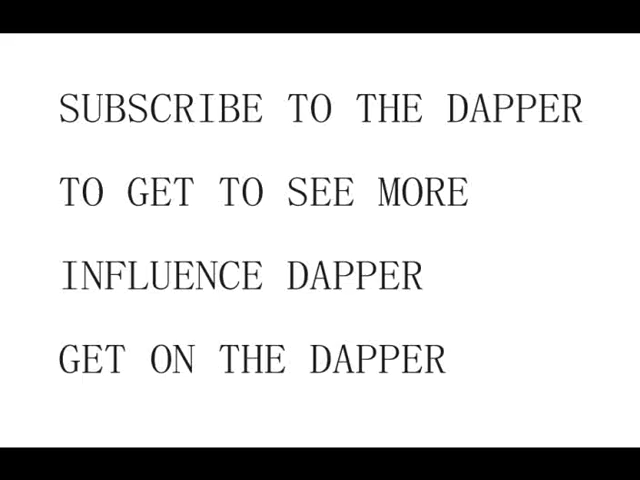 SUBSCRIBE TO THE DAPPER
TO GET TO SEE MORE
INFLUENCE DAPPER
GET ON THE DAPPER